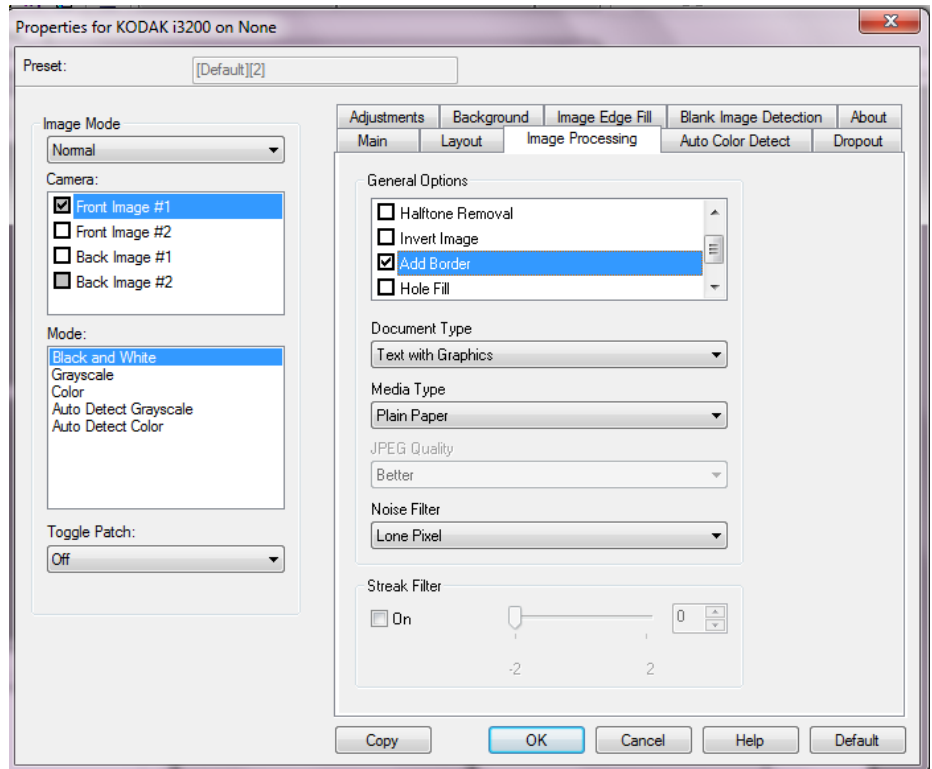 Properties for KODAK i3200 on None
Preset:
[Default][2]
Image Mode
Normal
Camera:
Front Image #1
Front Image #2
Back Image #1
Back Image #2
Mode:
Black and White
Grayscale
Color
Auto Detect Grayscale
Auto Detect Color
Toggle Patch:
Off
Adjustments Background Image Edge Fill Blank Image Detection About
Main Layout Image Processing Auto Color Detect Dropout
General Options
Halftone Removal
Invert Image
Add Border
Hole Fill
Document Type
Text with Graphics
Media Type
Plain Paper
JPEG Quality
Better
Noise Filter
Lone Pixel
Streak Filter
On
0
-2 2
Copy OK Cancel Help Default